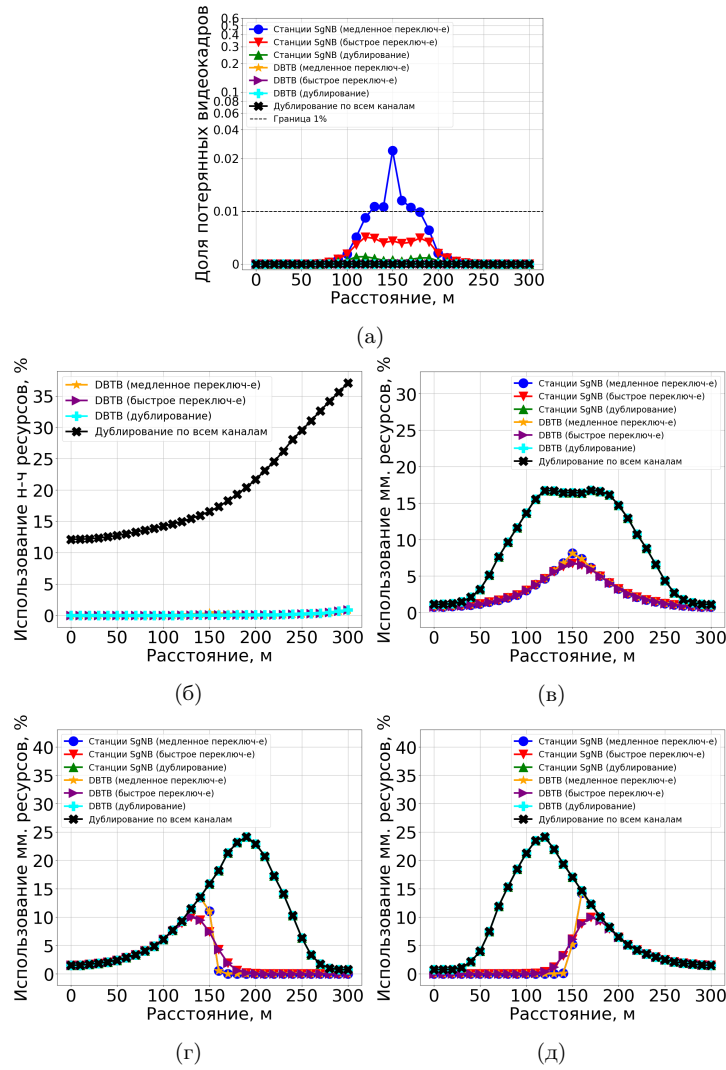 Доля потерянных видеокадров
0.6
0.5
0.4
0.3
0.2
0.1
0.08
0.06
0.04
0.02
0.01
0
Станции SgNB (медленное переключ-е)
Станции SgNB (быстрое переключ-е)
Станции SgNB (дублирование)
DBTB (медленное переключ-е)
DBTB (быстрое переключ-е)
DBTB (дублирование)
Дублирование по всем каналам
Граница 1%
0 50 100 150 200 250 300
Расстояние, м
(а)
Использование н-ч ресурсов, %
35
30
25
20
15
10
5
0
DBTB (медленное переключ-е)
DBTB (быстрое переключ-е)
DBTB (дублирование)
Дублирование по всем каналам
0 50 100 150 200 250 300
Расстояние, м
(б)
Использование мм. ресурсов, %
30
25
20
15
10
5
0
Станции SgNB (медленное переключ-е)
Станции SgNB (быстрое переключ-е)
Станции SgNB (дублирование)
DBTB (медленное переключ-е)
DBTB (быстрое переключ-е)
DBTB (дублирование)
Дублирование по всем каналам
0 50 100 150 200 250 300
Расстояние, м
(в)
Использование мм. ресурсов, %
40
35
30
25
20
15
10
5
0
Станции SgNB (медленное переключ-е)
Станции SgNB (быстрое переключ-е)
Станции SgNB (дублирование)
DBTB (медленное переключ-е)
DBTB (быстрое переключ-е)
DBTB (дублирование)
Дублирование по всем каналам
0 50 100 150 200 250 300
Расстояние, м
(г)
Использование мм. ресурсов, %
40
35
30
25
20
15
10
5
0
Станции SgNB (медленное переключ-е)
Станции SgNB (быстрое переключ-е)
Станции SgNB (дублирование)
DBTB (медленное переключ-е)
DBTB (быстрое переключ-е)
DBTB (дублирование)
Дублирование по всем каналам
0 50 100 150 200 250 300
Расстояние, м
(д)